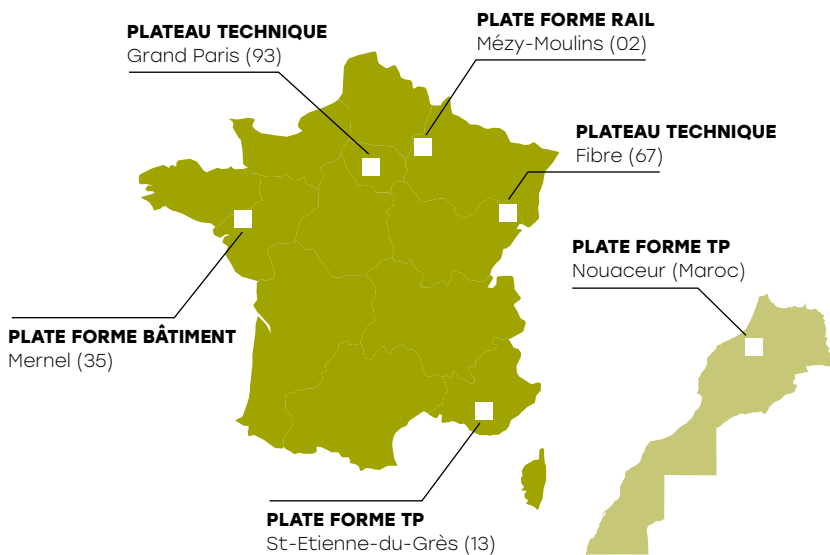 PLATEAU TECHNIQUE
Grand Paris (93)
PLATE FORME RAIL
Mézy-Moulins (02)
PLATEAU TECHNIQUE
Fibre (67)
PLATE FORME TP
Nouaceur (Maroc)
PLATE FORME BÂTIMENT
Mernel (35)
PLATE FORME TP
St-Etienne-du-Grès (13)